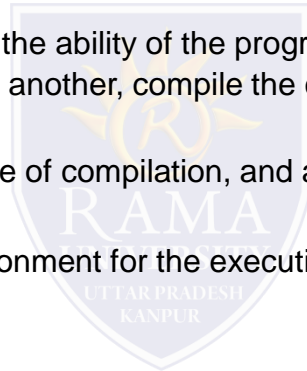 the ability of the progr
another, compile the
e of compilation, and a
RAMA
UNIVERSITY
onment for the executi
UTTAR PRADESH
KANPUR